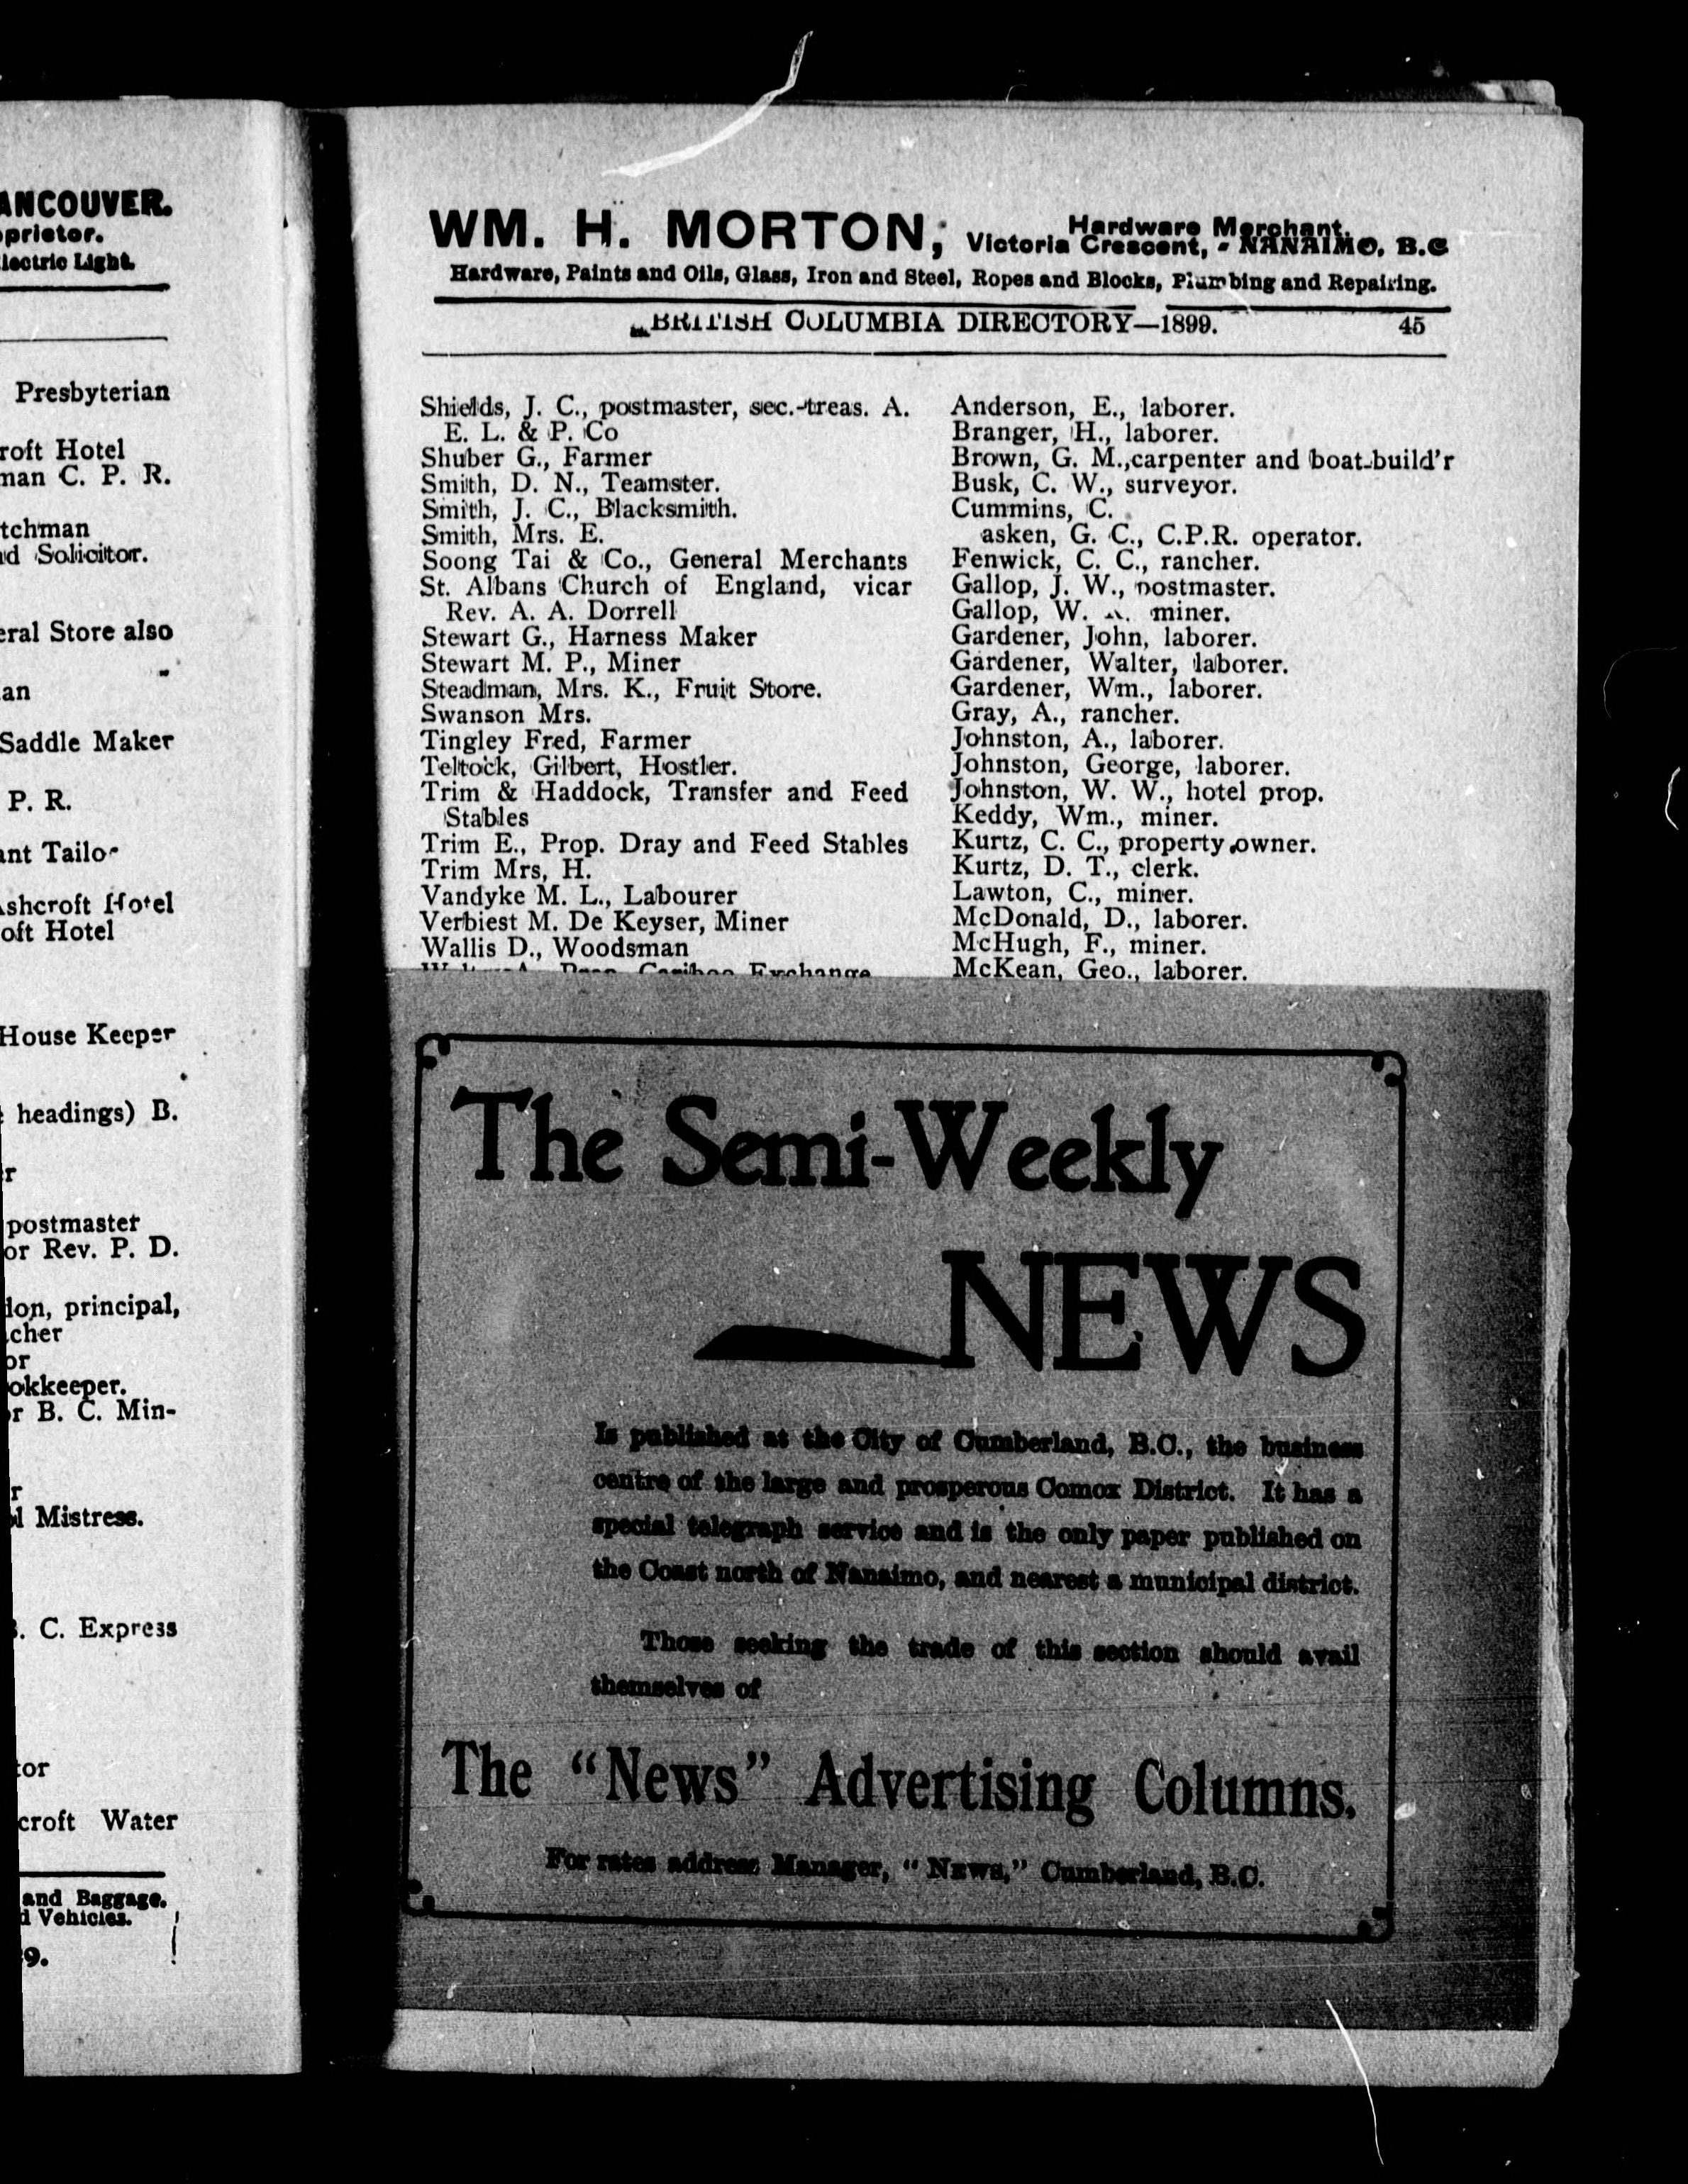 ANCOUVER.
oprietor.
lectric Light.
Presbyterian
roft Hotel
man C. P. R.
tchman
nd Solicitor.
eral Store also
an
Saddle Maker
P. R.
ant Tailor
Ashcroft Hotel
oft Hotel
House Keeper
headings) B.
r
postmaster
or Rev. P. D.
don, principal,
cher
or
okkeeper.
or B. C. Min-
r
ol Mistress.
B. C. Express
tor
croft Water
and Baggage.
d Vehicles.
9.
WM. H. MORTON, Hardware Merchant,
Victoria Crescent, - NANAIMO, B.C
Hardware, Paints and Oils, Glass, Iron and Steel, Ropes and Blocks, Plumbing and Repairing.
BRITISH COLUMBIA DIRECTORY—1899. 45
Shields, J. C., postmaster, sec.-treas. A.
E. L. & P. Co
Shuber G., Farmer
Smith, D. N., Teamster.
Smith, J. C., Blacksmith.
Smith, Mrs. E.
Soong Tai & Co., General Merchants
St. Albans Church of England, vicar
Rev. A. A. Dorrell
Stewart G., Harness Maker
Stewart M. P., Miner
Steadman, Mrs. K., Fruit Store.
Swanson Mrs.
Tingley Fred, Farmer
Teltock, Gilbert, Hostler.
Trim & Haddock, Transfer and Feed
Stables
Trim E., Prop. Dray and Feed Stables
Trim Mrs, H.
Vandyke M. L., Labourer
Verbiest M. De Keyser, Miner
Wallis D., Woodsman
Cariboo Exchange
Anderson, E., laborer.
Branger, H., laborer.
Brown, G. M.,carpenter and boat-build'r
Busk, C. W., surveyor.
Cummins, C.
asken, G. C., C.P.R. operator.
Fenwick, C. C., rancher.
Gallop, J. W., postmaster.
Gallop, W. miner.
Gardener, John, laborer.
Gardener, Walter, laborer.
Gardener, Wm., laborer.
Gray, A., rancher.
Johnston, A., laborer.
Johnston, George, laborer.
Johnston, W. W., hotel prop.
Keddy, Wm., miner.
Kurtz, C. C., property owner.
Kurtz, D. T., clerk.
Lawton, C., miner.
McDonald, D., laborer.
McHugh, F., miner.
McKean, Geo., laborer.
The Semi-Weekly
NEWS
Is published at the City of Cumberland, B.C., the business
centre of the large and prosperous Comox District. It has a
special telegraph service and is the only paper published on
the Coast north of Nanaimo, and nearest a municipal district.
Those seeking the trade of this section should avail
themselves of
The "News" Advertising Columns.
For rates address Manager, "News," Cumberland, B.C.